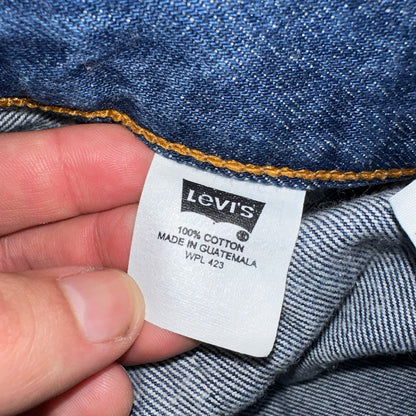 LEVI'S
100% COTTON
MADE IN GUATEMALA
WPL 423